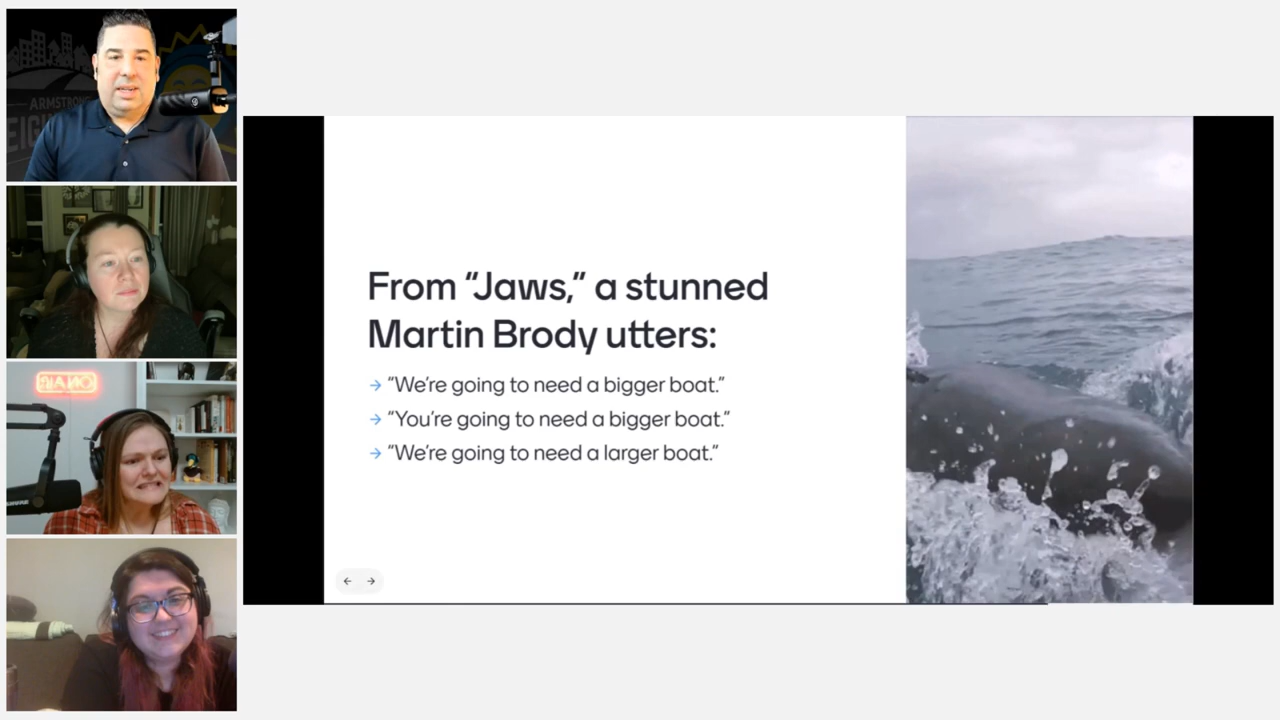 ARMSTRONG
From “Jaws,” a stunned
Martin Brody utters:
→ “We’re going to need a bigger boat.”
→ “You’re going to need a bigger boat.”
→ “We’re going to need a larger boat.”